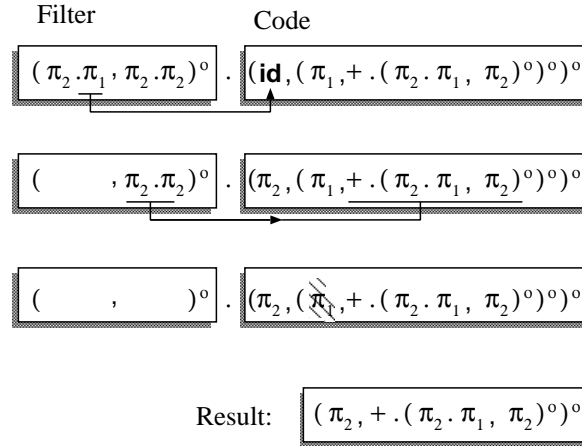 Filter Code
( π₂ .π₁ , π₂ .π₂ )° . (id,( π₁ ,+ .( π₂ . π₁ , π₂ )°)°)°
( , π₂ .π₂ )° . (π₂ ,( π₁ ,+ .( π₂ . π₁ , π₂ )°)°)°
( , )° . (π₂ ,( π₁ ,+ .( π₂ . π₁ , π₂ )°)°)°
Result: ( π₂ , + .( π₂ . π₁ , π₂ )°)°